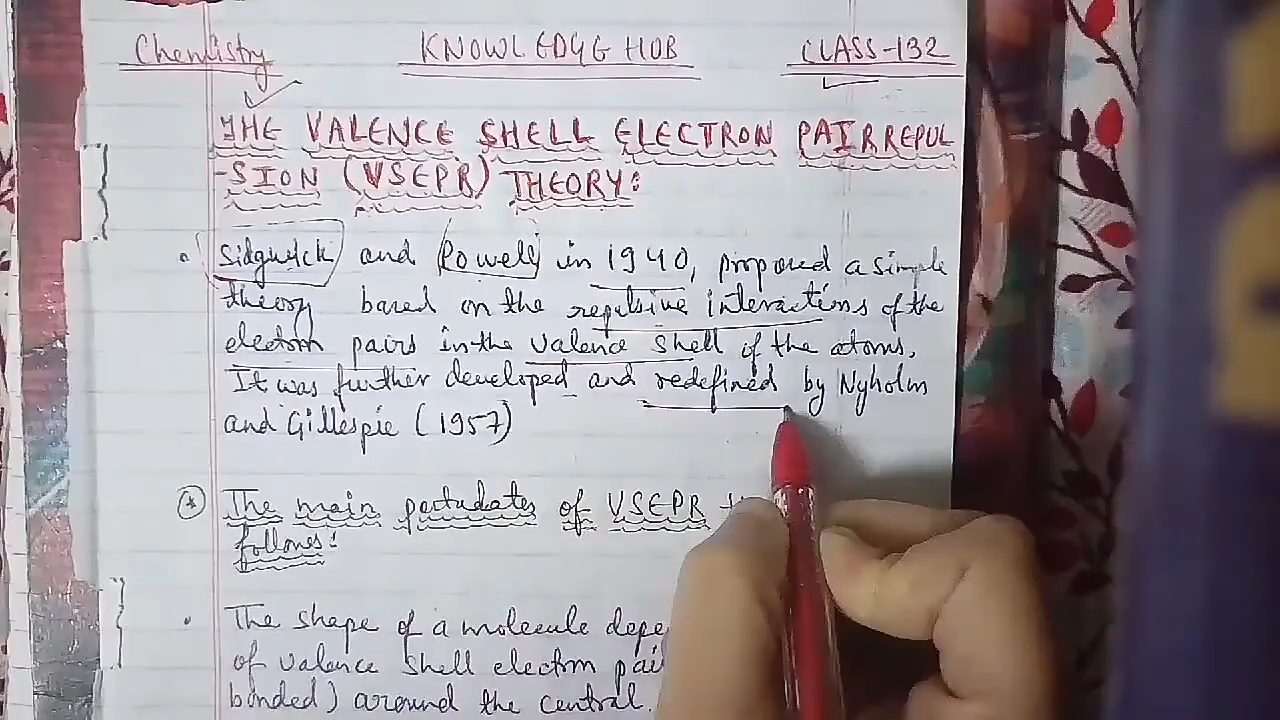 Chemistry KNOWLEDGE HUB CLASS-132
THE VALENCE SHELL ELECTRON PAIR REPUL
-SION (VSEPR) THEORY:
Sidgwick and Powell in 1940, proposed a simple
theory based on the repulsive interactions of the
electron pairs in the valence shell of the atoms.
It was further developed and redefined by Nyholm
and Gillespie (1957)
The main postulates of VSEPR
follows:
The shape of a molecule depe
of valence shell electron pai
bonded) around the central.